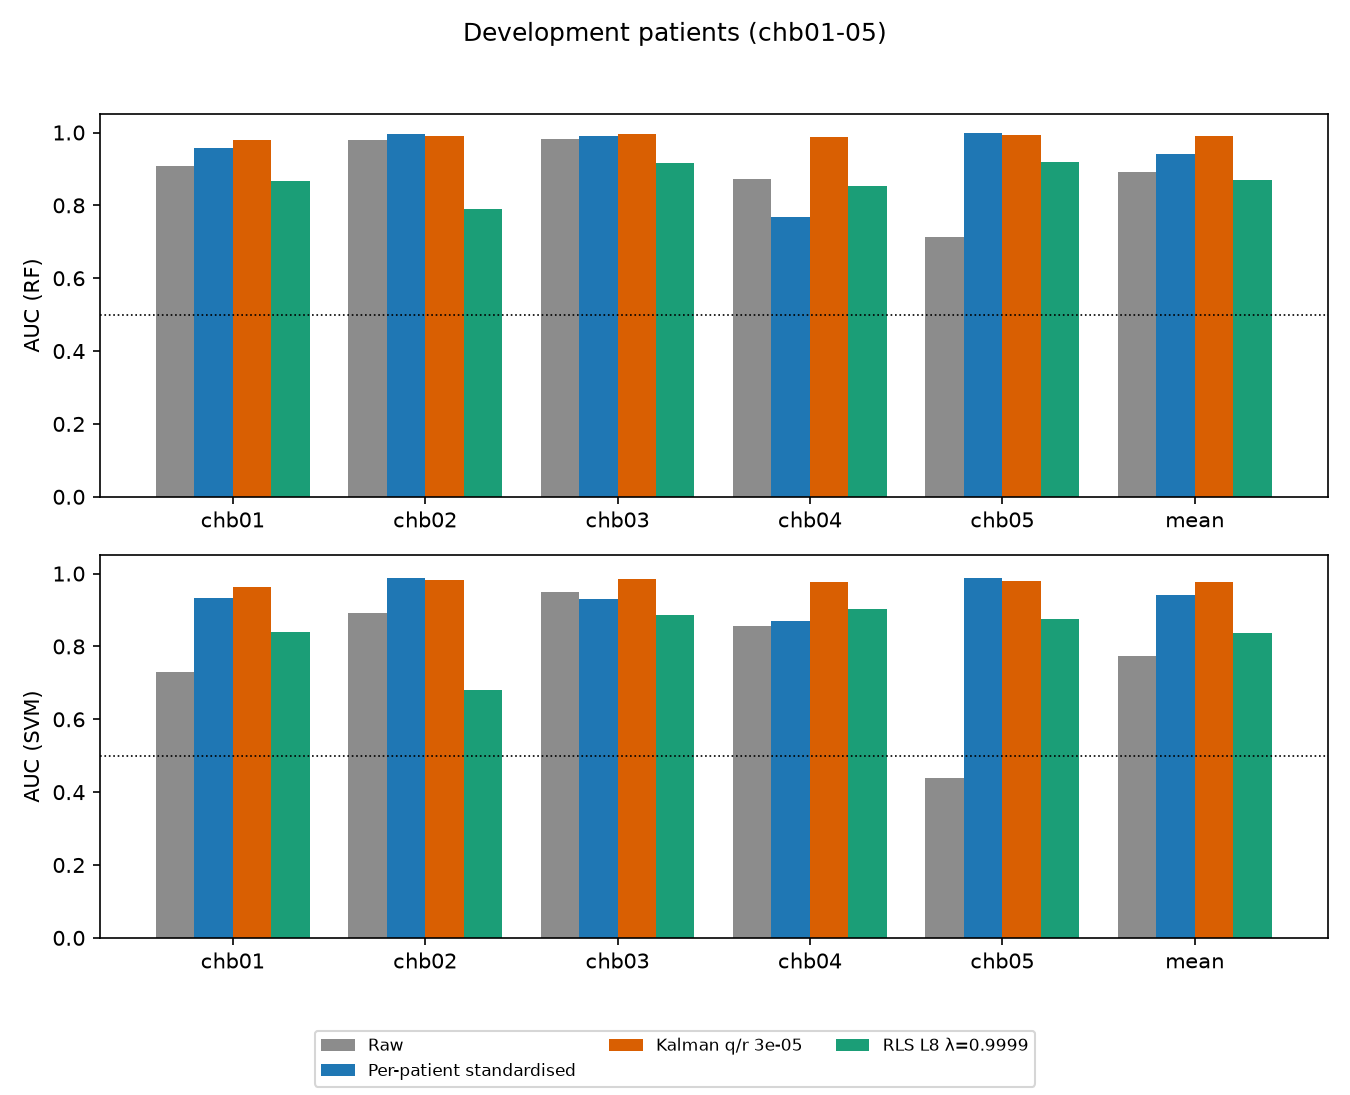 Development patients (chb01-05)
AUC (RF)
1.0
0.8
0.6
0.4
0.2
0.0
chb01 chb02 chb03 chb04 chb05 mean
AUC (SVM)
1.0
0.8
0.6
0.4
0.2
0.0
chb01 chb02 chb03 chb04 chb05 mean
Raw Kalman q/r 3e-05 RLS L8 λ=0.9999
Per-patient standardised